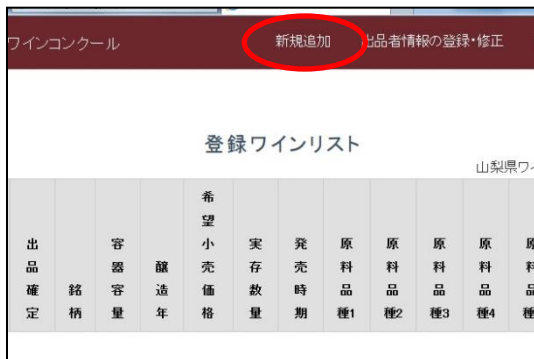 ワインコンクール 新規追加 出品者情報の登録・修正
登録ワインリスト
山梨県ワイ
出品確定 銘柄 容器容量 醸造年 希望小売価格 実存数量 発売時期 原料品種1 原料品種2 原料品種3 原料品種4